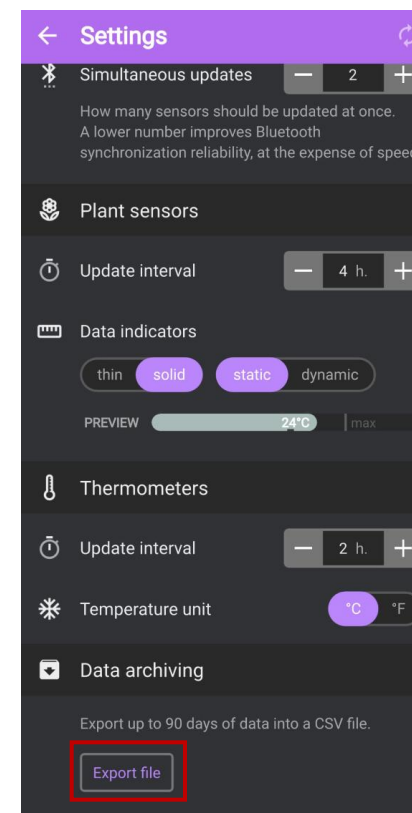 Settings
Simultaneous updates 2
How many sensors should be updated at once.
A lower number improves Bluetooth
synchronization reliability, at the expense of speed
Plant sensors
Update interval 4 h.
Data indicators
thin solid static dynamic
PREVIEW 24°C max
Thermometers
Update interval 2 h.
Temperature unit °C °F
Data archiving
Export up to 90 days of data into a CSV file.
Export file